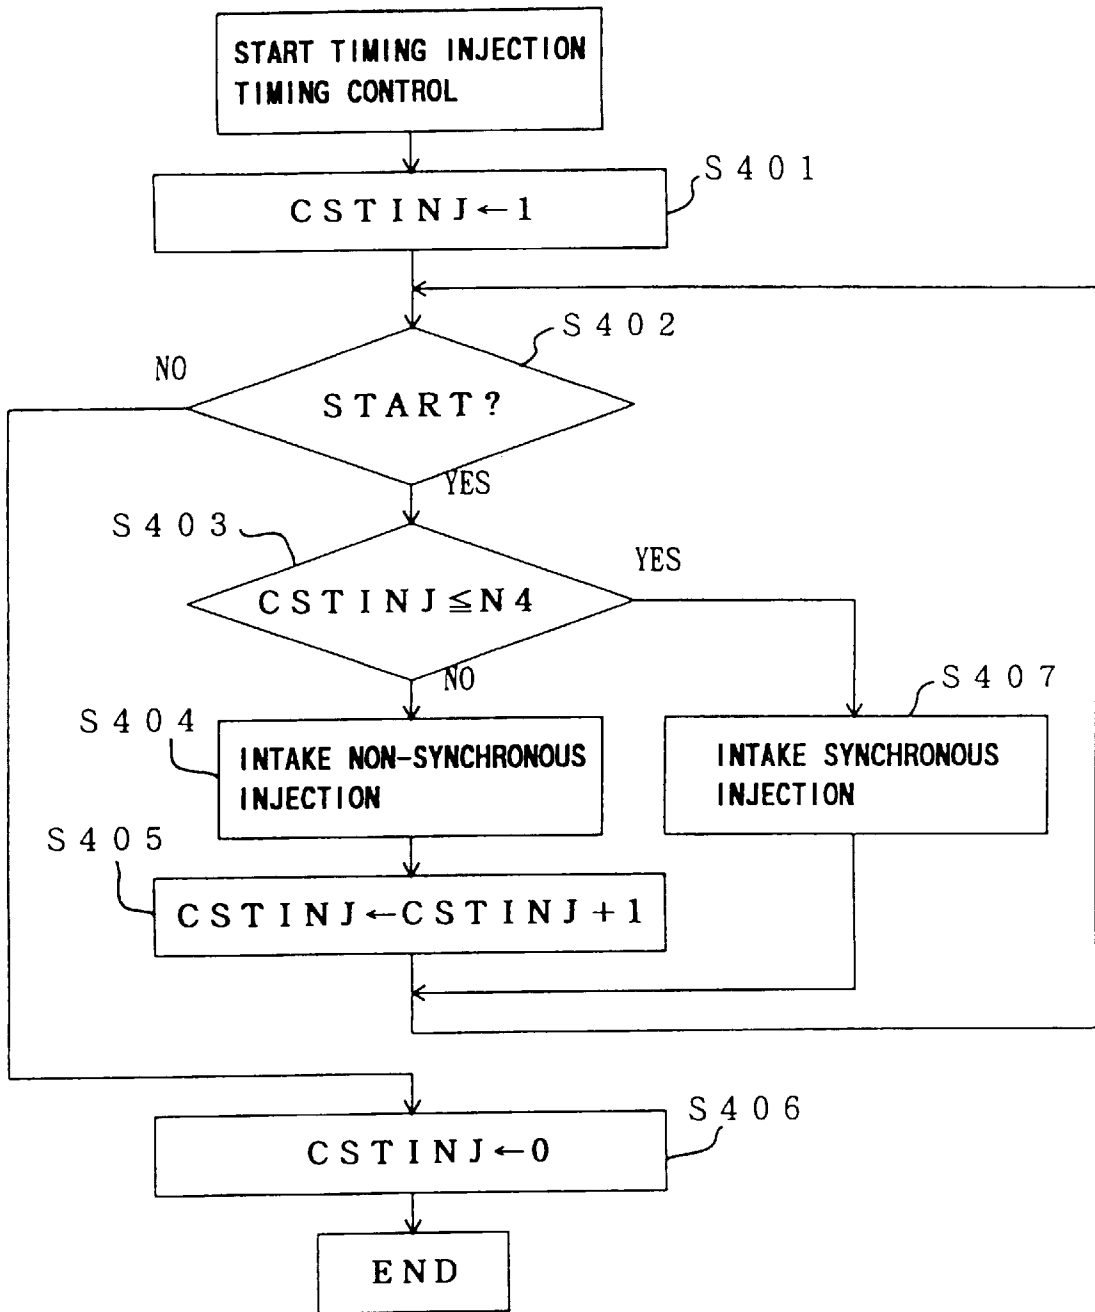 START TIMING INJECTION
TIMING CONTROL
S401
CSTINJ←1
S402
NO
START?
YES
S403
YES
CSTINJ≦N4
NO
S407
S404
INTAKE NON-SYNCHRONOUS
INJECTION
INTAKE SYNCHRONOUS
INJECTION
S405
CSTINJ←CSTINJ+1
S406
CSTINJ←0
END